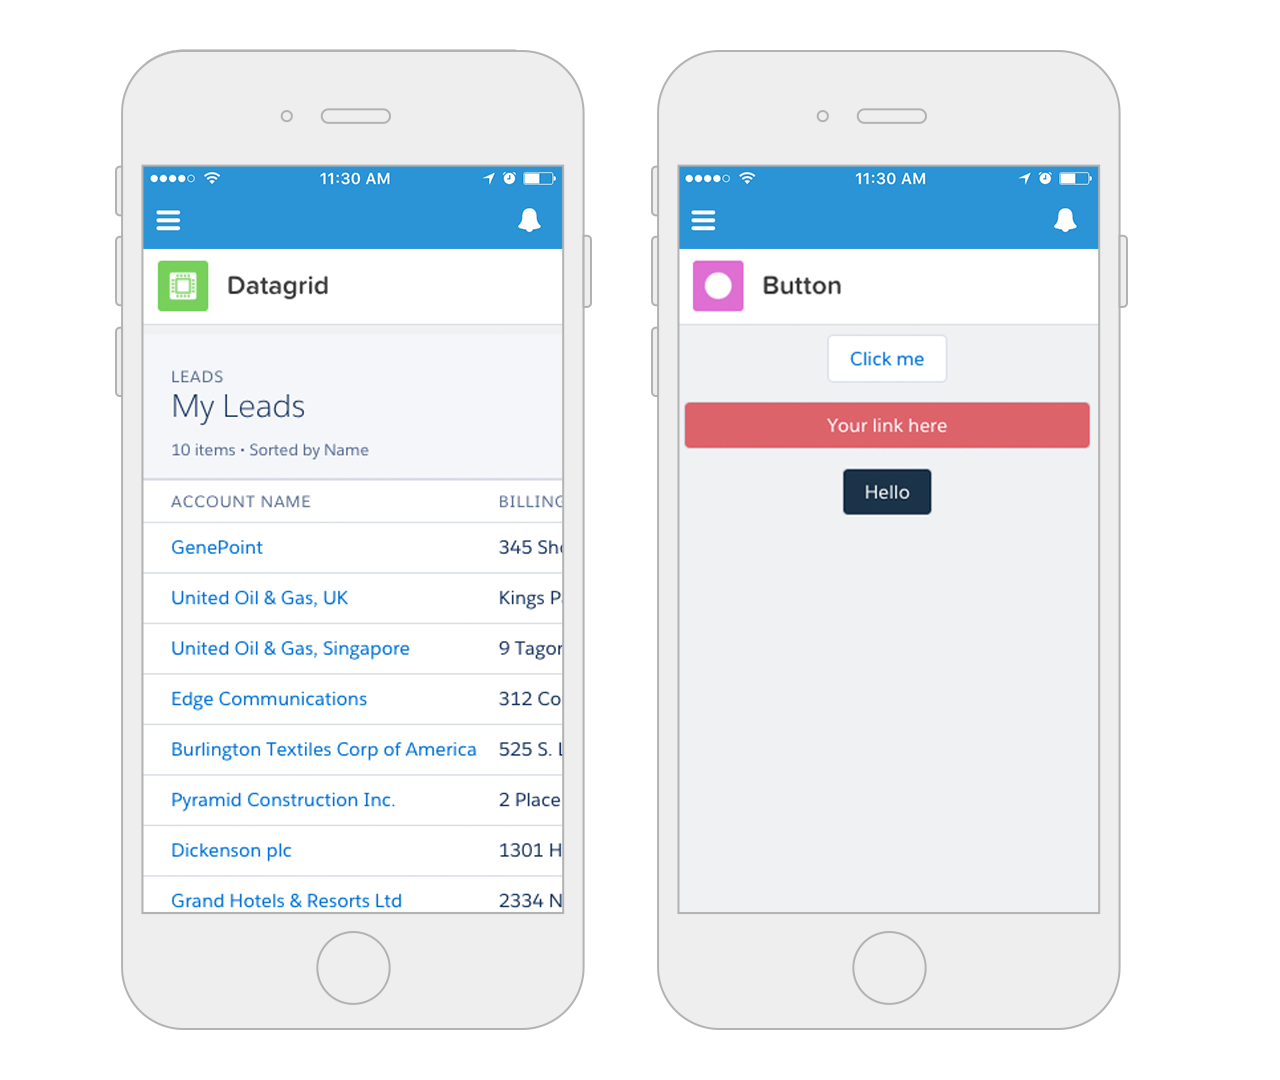 11:30 AM
Datagrid
LEADS
My Leads
10 items • Sorted by Name
ACCOUNT NAME BILLING
GenePoint 345 Sh
United Oil & Gas, UK Kings P
United Oil & Gas, Singapore 9 Tagor
Edge Communications 312 Co
Burlington Textiles Corp of America 525 S. L
Pyramid Construction Inc. 2 Place
Dickenson plc 1301 H
Grand Hotels & Resorts Ltd 2334 N
11:30 AM
Button
Click me
Your link here
Hello